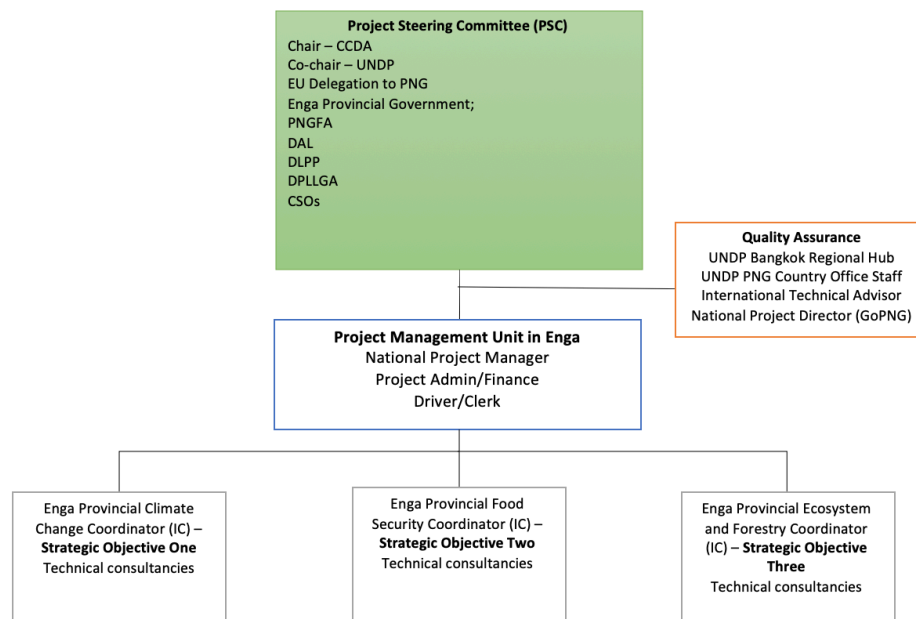 Project Steering Committee (PSC)
Chair – CCDA
Co-chair – UNDP
EU Delegation to PNG
Enga Provincial Government;
PNGFA
DAL
DLPP
DPLLGA
CSOs
Quality Assurance
UNDP Bangkok Regional Hub
UNDP PNG Country Office Staff
International Technical Advisor
National Project Director (GoPNG)
Project Management Unit in Enga
National Project Manager
Project Admin/Finance
Driver/Clerk
Enga Provincial Climate
Change Coordinator (IC) –
Strategic Objective One
Technical consultancies
Enga Provincial Food
Security Coordinator (IC) –
Strategic Objective Two
Technical consultancies
Enga Provincial Ecosystem
and Forestry Coordinator
(IC) – Strategic Objective
Three
Technical consultancies